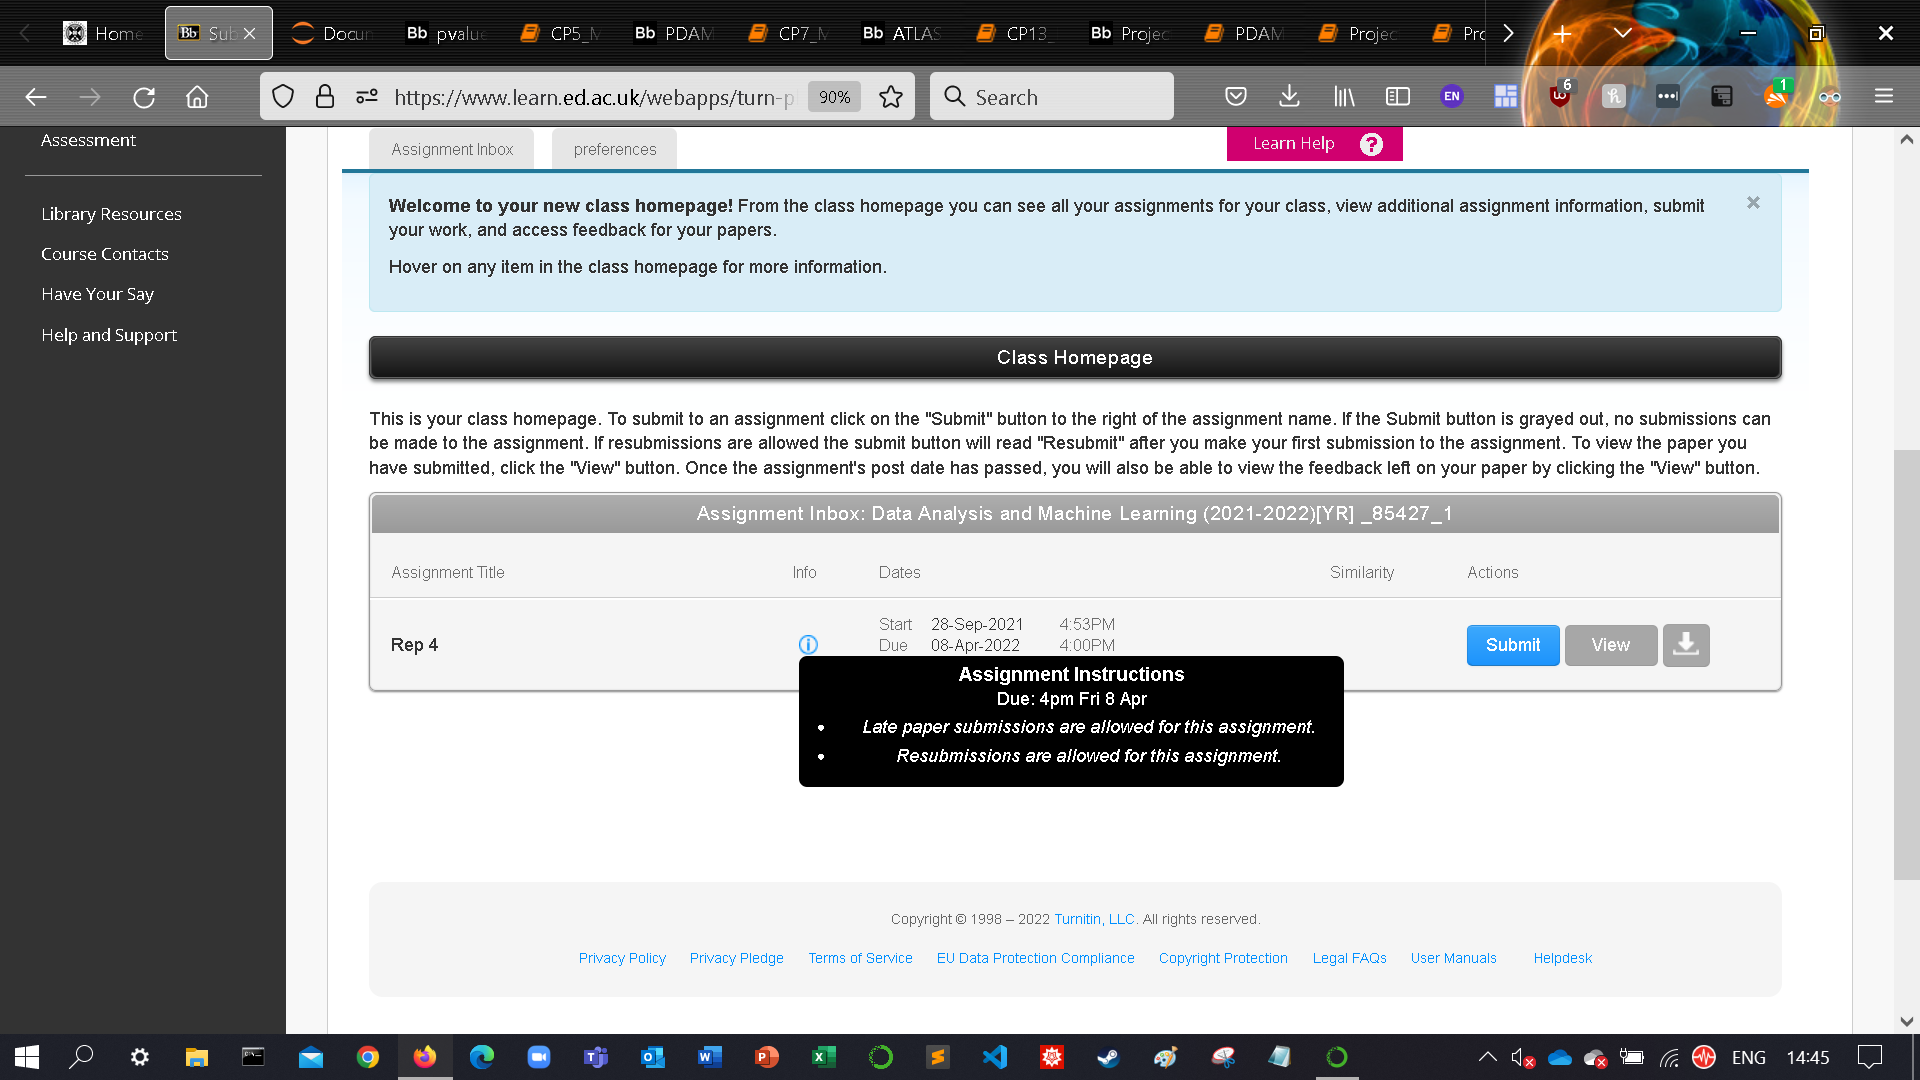 Home
Sub
Docum
Bb pvalue
CP5_M
Bb PDAM
CP7_M
Bb ATLAS
CP13_
Bb Projec
PDAM
Projec
Pro
https://www.learn.ed.ac.uk/webapps/turn-p
90%
Search
EN
6
1
Assessment
Library Resources
Course Contacts
Have Your Say
Help and Support
Assignment Inbox
preferences
Learn Help ?
Welcome to your new class homepage! From the class homepage you can see all your assignments for your class, view additional assignment information, submit
your work, and access feedback for your papers.
Hover on any item in the class homepage for more information.
Class Homepage
This is your class homepage. To submit to an assignment click on the "Submit" button to the right of the assignment name. If the Submit button is grayed out, no submissions can
be made to the assignment. If resubmissions are allowed the submit button will read "Resubmit" after you make your first submission to the assignment. To view the paper you
have submitted, click the "View" button. Once the assignment's post date has passed, you will also be able to view the feedback left on your paper by clicking the "View" button.
Assignment Inbox: Data Analysis and Machine Learning (2021-2022)[YR] _85427_1
Assignment Title Info Dates Similarity Actions
Start 28-Sep-2021 4:53PM
Rep 4 Submit View
Due 08-Apr-2022 4:00PM
Assignment Instructions
Due: 4pm Fri 8 Apr
• Late paper submissions are allowed for this assignment.
• Resubmissions are allowed for this assignment.
Copyright © 1998 – 2022 Turnitin, LLC. All rights reserved.
Privacy Policy Privacy Pledge Terms of Service EU Data Protection Compliance Copyright Protection Legal FAQs User Manuals Helpdesk
ENG 14:45